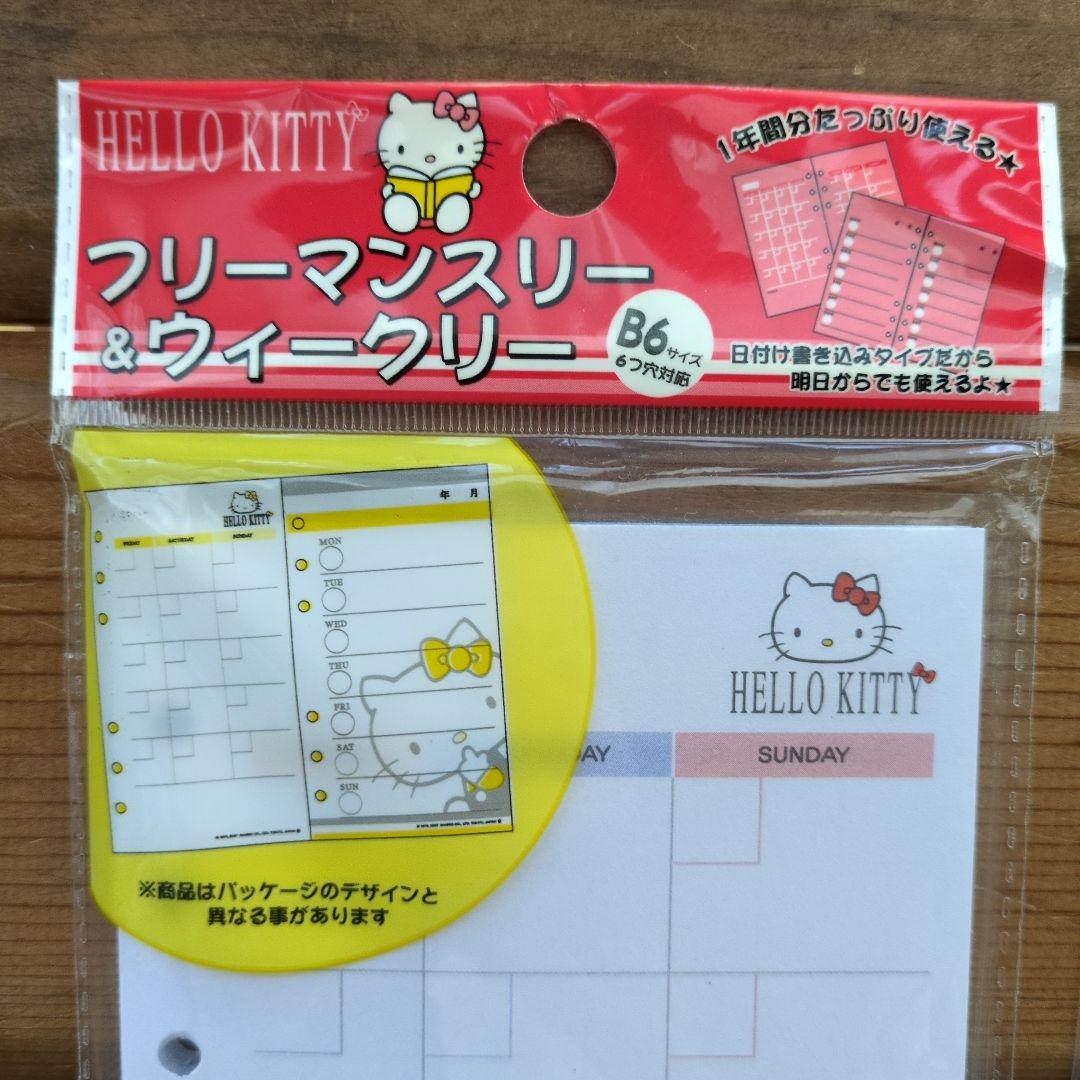 HELLO KITTY
1年間分たっぷり使える★
フリーマンスリー
&ウィークリー
B6サイズ
6つ穴対応
日付け書き込みタイプだから
明日からでも使えるよ★
HELLO KITTY
FRIDAY SATURDAY SUNDAY
年 月
MON
TUE
WED
THU
FRI
SAT
SUN
※商品はパッケージのデザインと
異なる事があります
HELLO KITTY
DAY SUNDAY